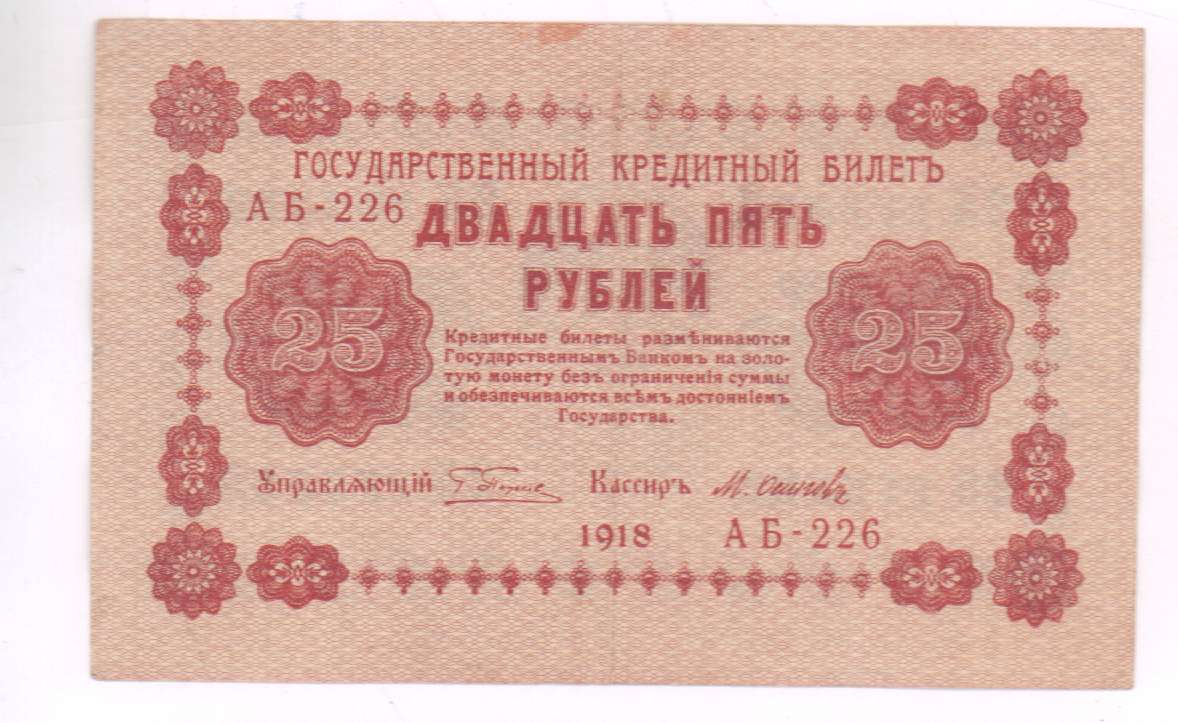 ГОСУДАРСТВЕННЫЙ КРЕДИТНЫЙ БИЛЕТЪ
АБ-226
ДВАДЦАТЬ ПЯТЬ
РУБЛЕЙ
25
Кредитные билеты размѣниваются
Государственнымъ Банкомъ на золо-
тую монету безъ ограниченія суммы
и обезпечиваются всѣмъ достояніемъ
Государства.
25
Управляющій Кассиръ
1918 АБ-226